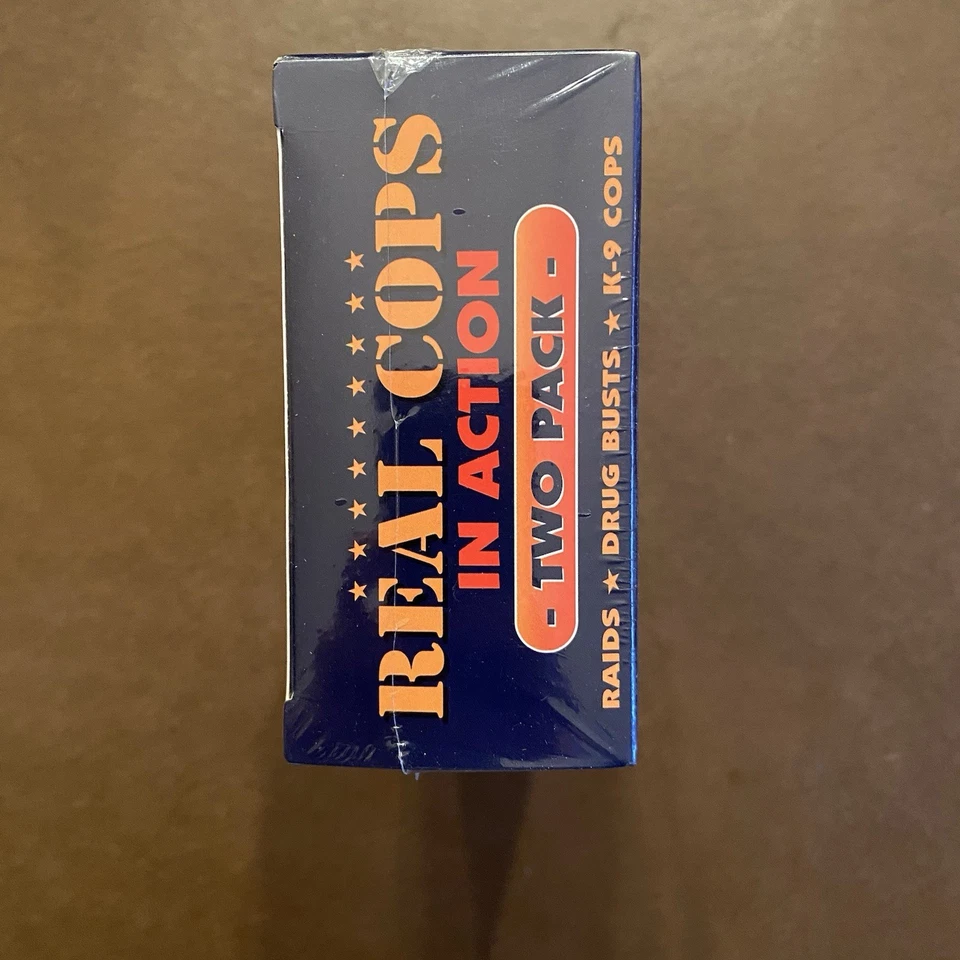 ★★★★★★★★★
REAL COPS
IN ACTION
- TWO PACK -
RAIDS ★ DRUG BUSTS ★ K-9 COPS